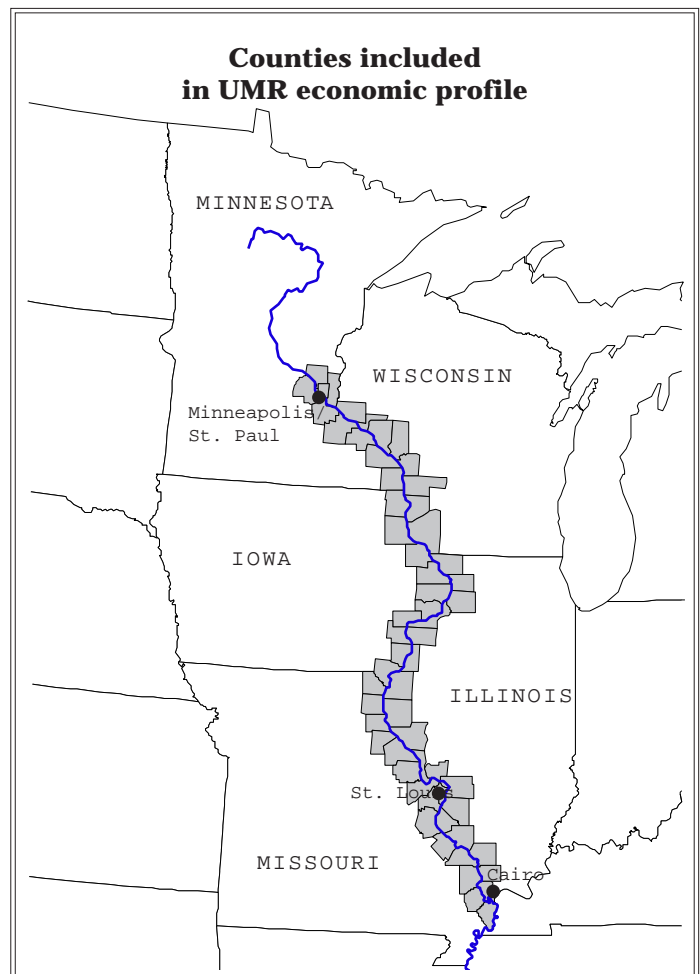 Counties included
in UMR economic profile
MINNESOTA
WISCONSIN
Minneapolis/
St. Paul
IOWA
ILLINOIS
St. Louis
MISSOURI
Cairo